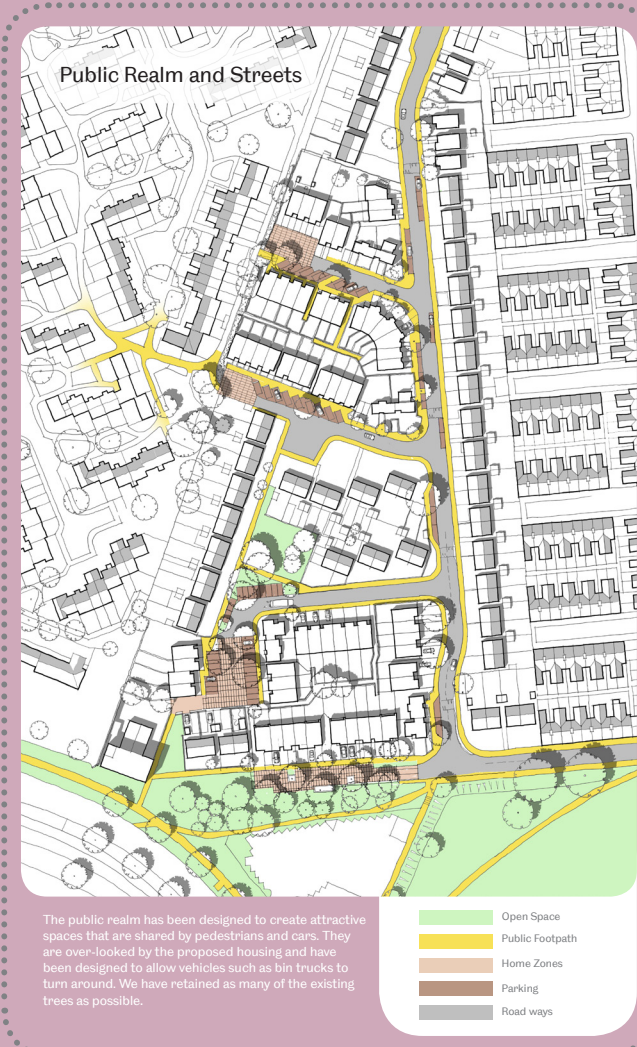 Public Realm and Streets
The public realm has been designed to create attractive
spaces that are shared by pedestrians and cars. They
are over-looked by the proposed housing and have
been designed to allow vehicles such as bin trucks to
turn around. We have retained as many of the existing
trees as possible.
Open Space
Public Footpath
Home Zones
Parking
Road ways